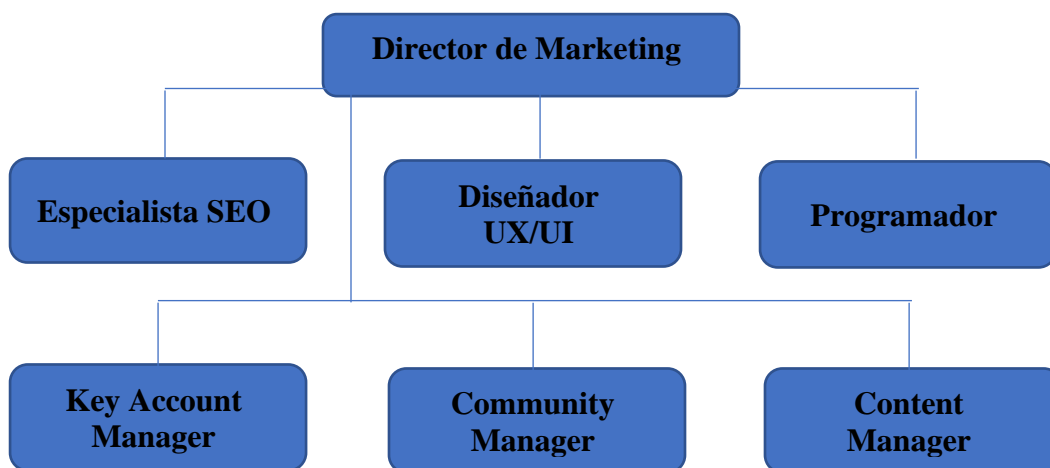 Director de Marketing
Especialista SEO
Diseñador
UX/UI
Programador
Key Account
Manager
Community
Manager
Content
Manager